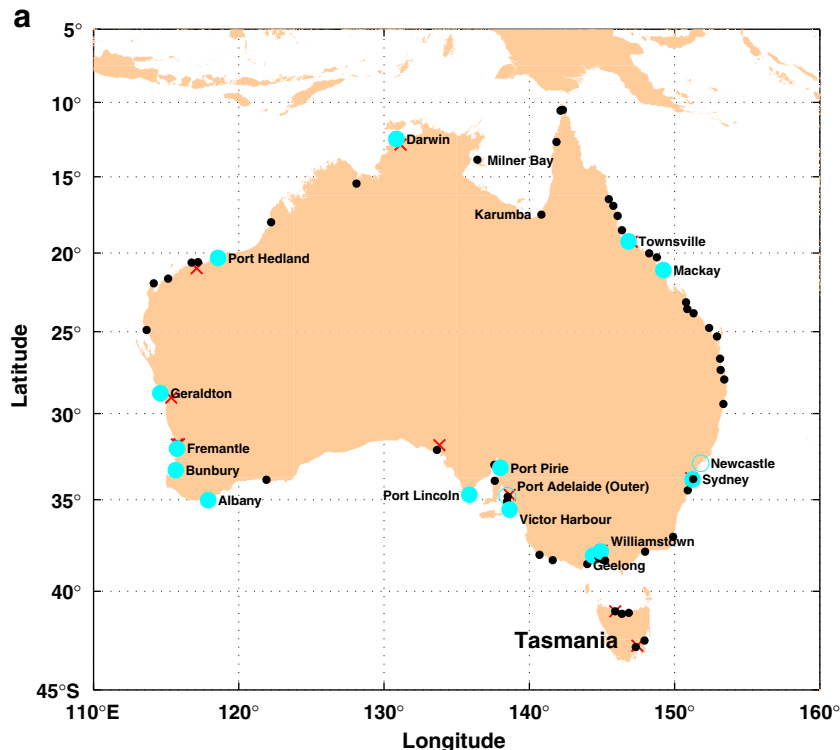 a
5°
10°
15°
20°
25°
30°
35°
40°
45°S
Latitude
Darwin
Milner Bay
Karumba
Port Hedland
Townsville
Mackay
Geraldton
Fremantle
Bunbury
Albany
Port Pirie
Port Lincoln
Port Adelaide (Outer)
Victor Harbour
Newcastle
Sydney
Williamstown
Geelong
Tasmania
110°E
120°
130°
140°
150°
160°
Longitude